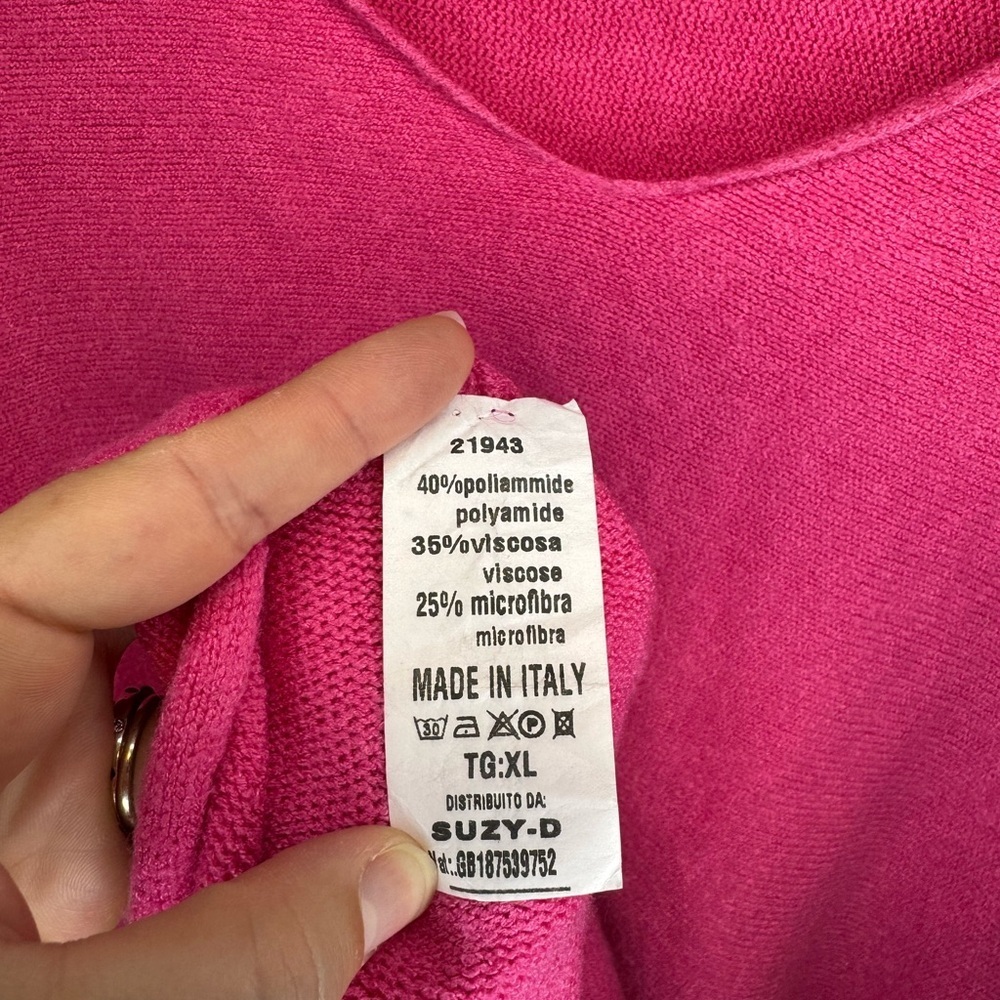 21943
40%poliammide
polyamide
35%viscosa
viscose
25% microfibra
microfibra
MADE IN ITALY
30 P
TG:XL
DISTRIBUITO DA:
SUZY-D
Vat:.GB187539752